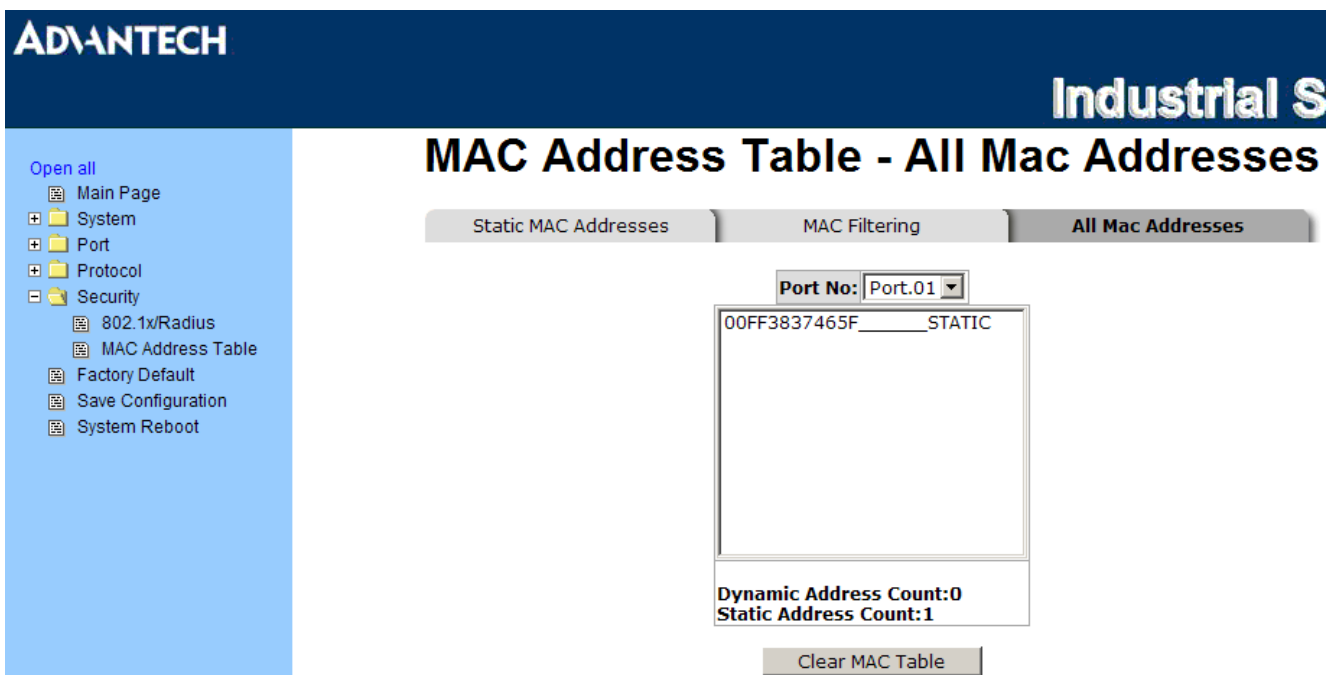 ADVANTECH
Industrial S
Open all
Main Page
System
Port
Protocol
Security
802.1x/Radius
MAC Address Table
Factory Default
Save Configuration
System Reboot
MAC Address Table - All Mac Addresses
Static MAC Addresses MAC Filtering All Mac Addresses
Port No: Port.01
00FF3837465F______STATIC
Dynamic Address Count:0
Static Address Count:1
Clear MAC Table